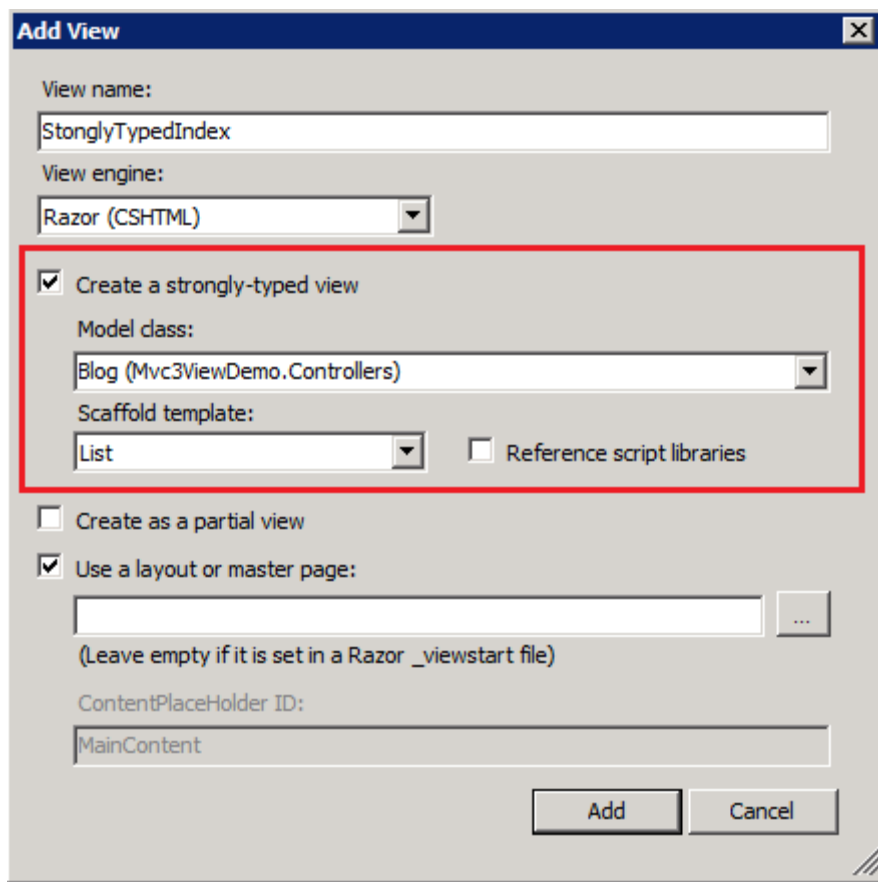 Add View
View name:
StonglyTypedIndex
View engine:
Razor (CSHTML)
Create a strongly-typed view
Model class:
Blog (Mvc3ViewDemo.Controllers)
Scaffold template:
List
Reference script libraries
Create as a partial view
Use a layout or master page:
...
(Leave empty if it is set in a Razor _viewstart file)
ContentPlaceHolder ID:
MainContent
Add Cancel